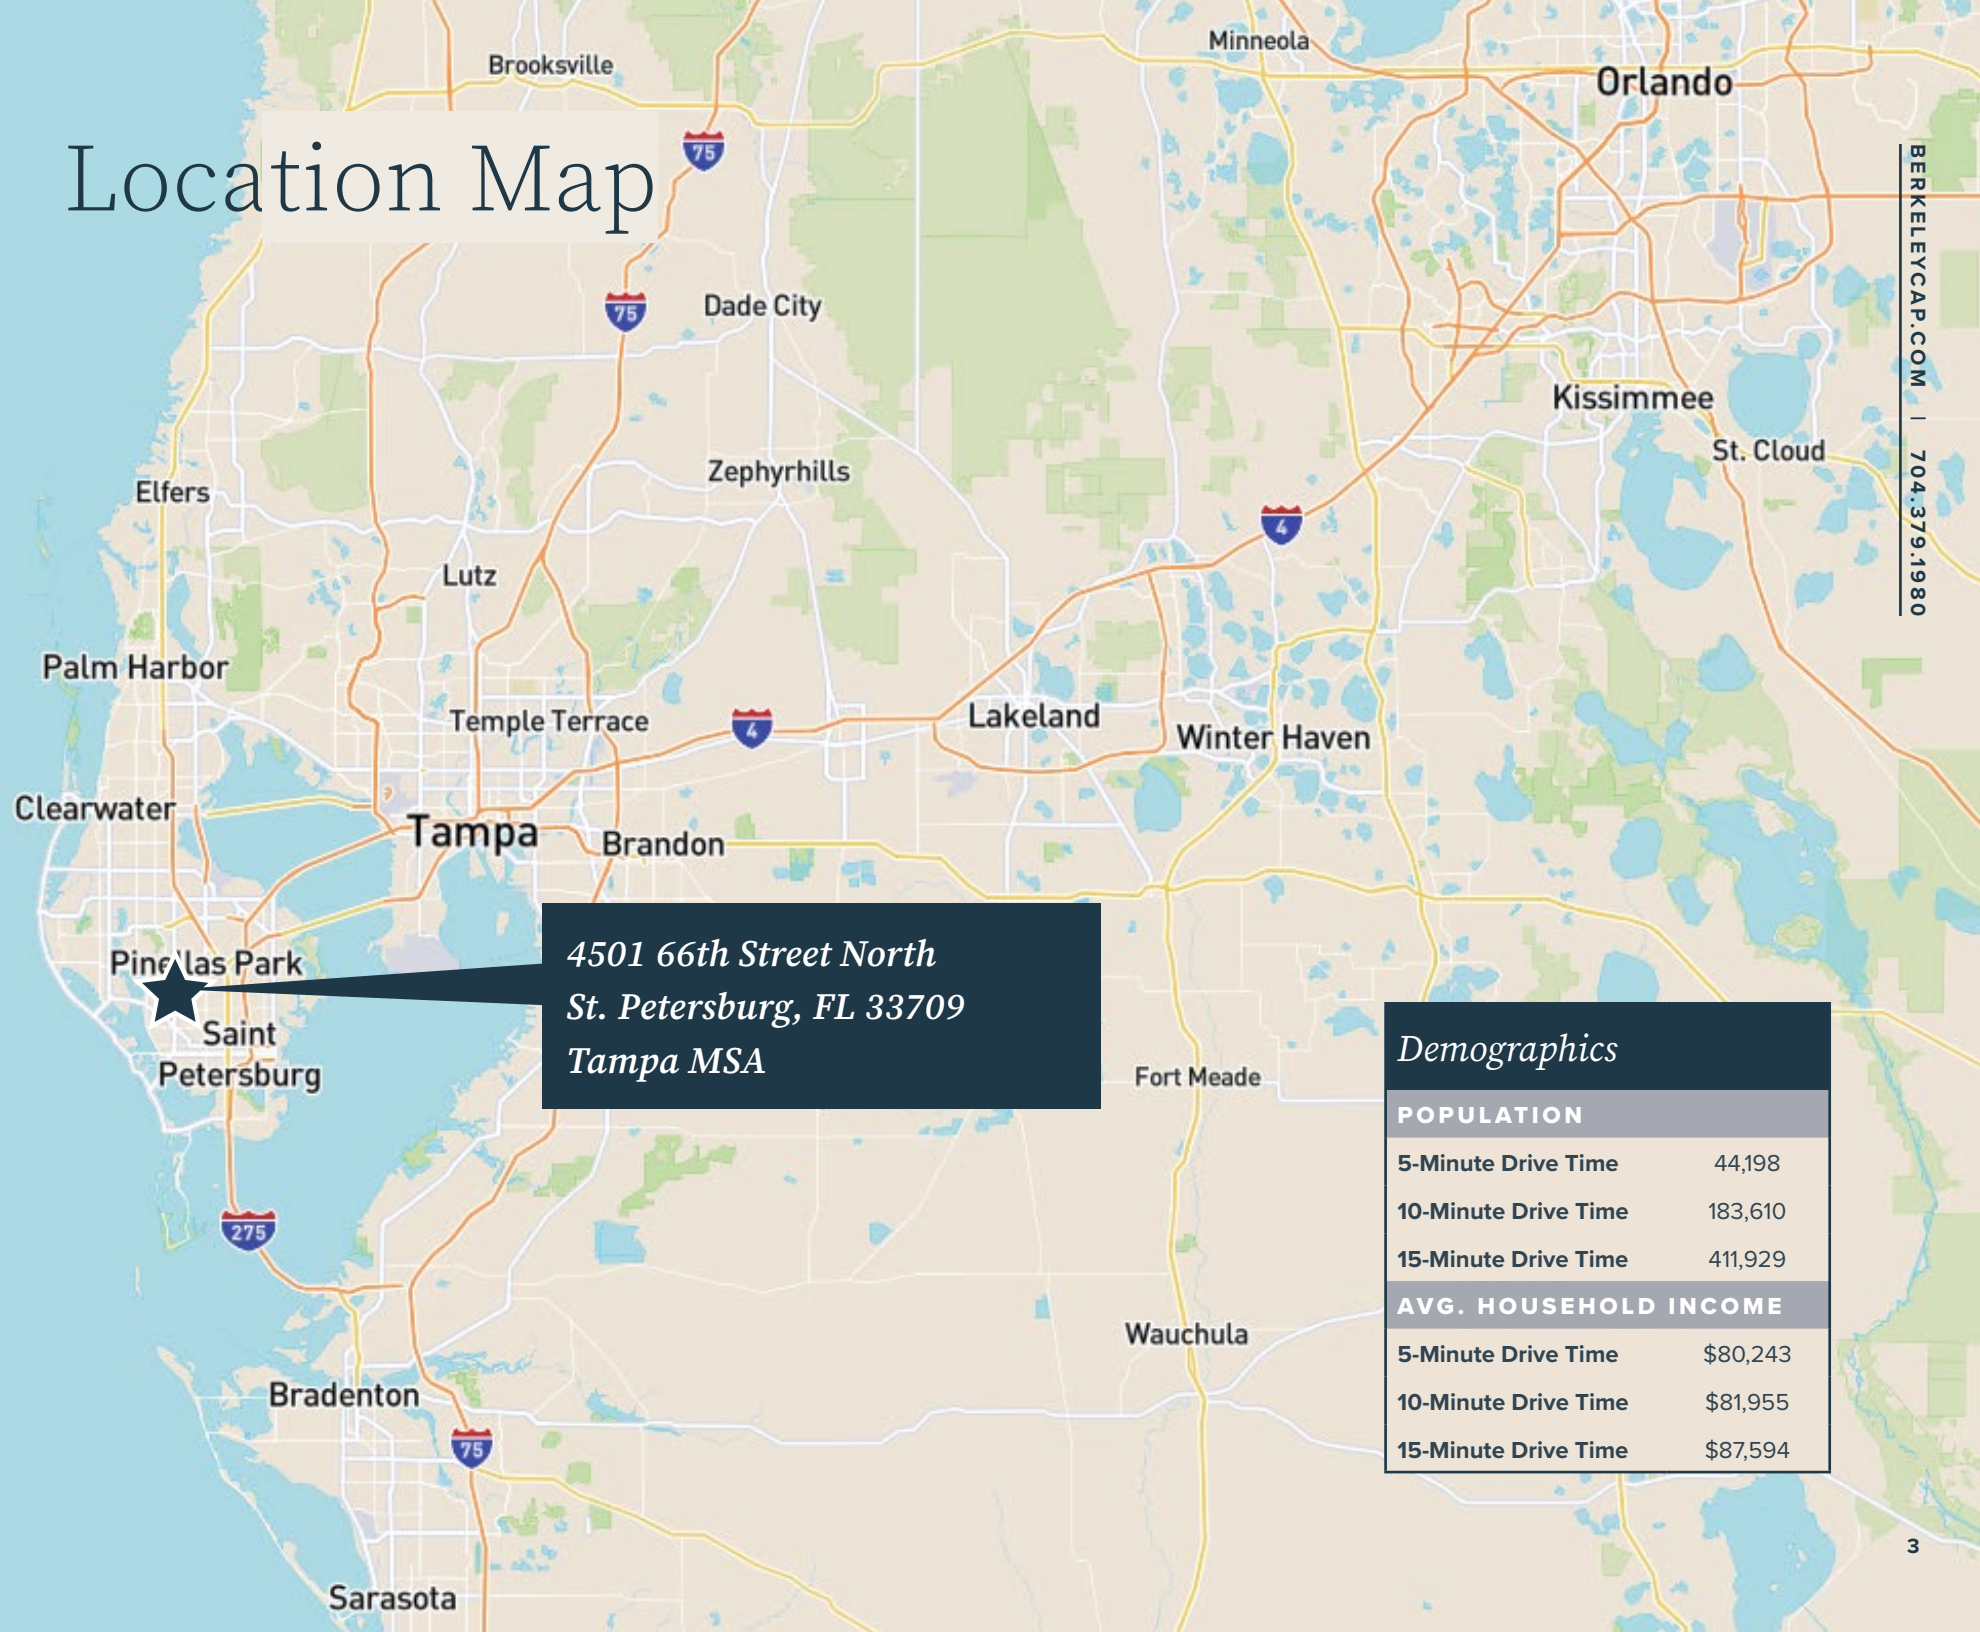 Location Map
Brooksville
Minneola
Orlando
75
75
Dade City
Kissimmee
St. Cloud
Zephyrhills
Elfers
4
Lutz
Palm Harbor
Temple Terrace
4
Lakeland
Winter Haven
Clearwater
Tampa
Brandon
Pinellas Park
Saint
Petersburg
4501 66th Street North
St. Petersburg, FL 33709
Tampa MSA
Fort Meade
275
Wauchula
Bradenton
75
Sarasota
Demographics
POPULATION
5-Minute Drive Time 44,198
10-Minute Drive Time 183,610
15-Minute Drive Time 411,929
AVG. HOUSEHOLD INCOME
5-Minute Drive Time $80,243
10-Minute Drive Time $81,955
15-Minute Drive Time $87,594
BERKELEYCAP.COM | 704.379.1980
3